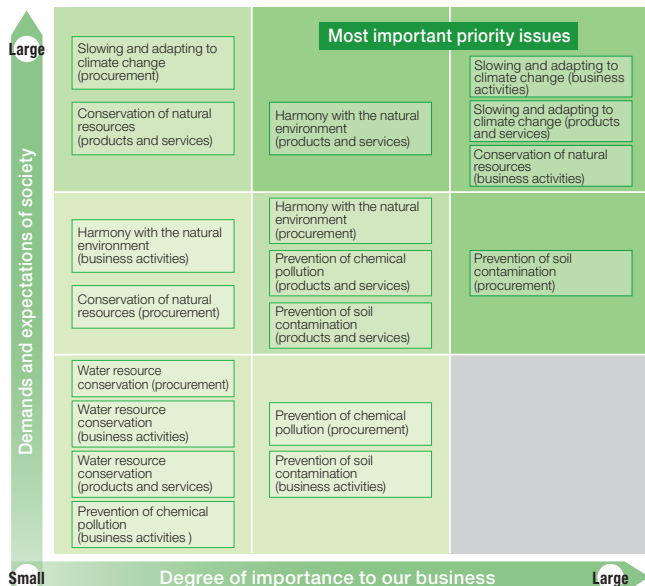 Large
Demands and expectations of society
Most important priority issues
Slowing and adapting to
climate change
(procurement)
Conservation of natural
resources
(products and services)
Harmony with the natural
environment
(products and services)
Slowing and adapting to
climate change (business
activities)
Slowing and adapting to
climate change (products
and services)
Conservation of natural
resources
(business activities)
Harmony with the natural
environment
(business activities)
Conservation of natural
resources (procurement)
Harmony with the natural
environment
(procurement)
Prevention of chemical
pollution
(products and services)
Prevention of soil
contamination
(products and services)
Prevention of soil
contamination
(procurement)
Water resource
conservation (procurement)
Water resource
conservation
(business activities)
Water resource
conservation
(products and services)
Prevention of chemical
pollution
(business activities )
Prevention of chemical
pollution (procurement)
Prevention of soil
contamination
(business activities)
Small
Degree of importance to our business
Large